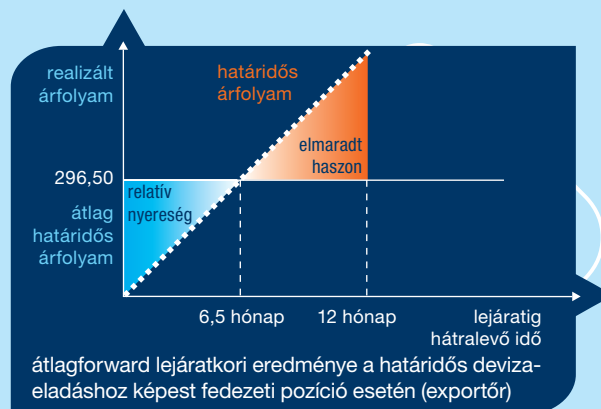 realizált
árfolyam
határidős
árfolyam
elmaradt
haszon
296,50
relatív
nyereség
átlag
határidős
árfolyam
6,5 hónap
12 hónap
lejáratig
hátralevő idő
átlagforward lejáratkori eredménye a határidős deviza-
eladáshoz képest fedezeti pozíció esetén (exportőr)